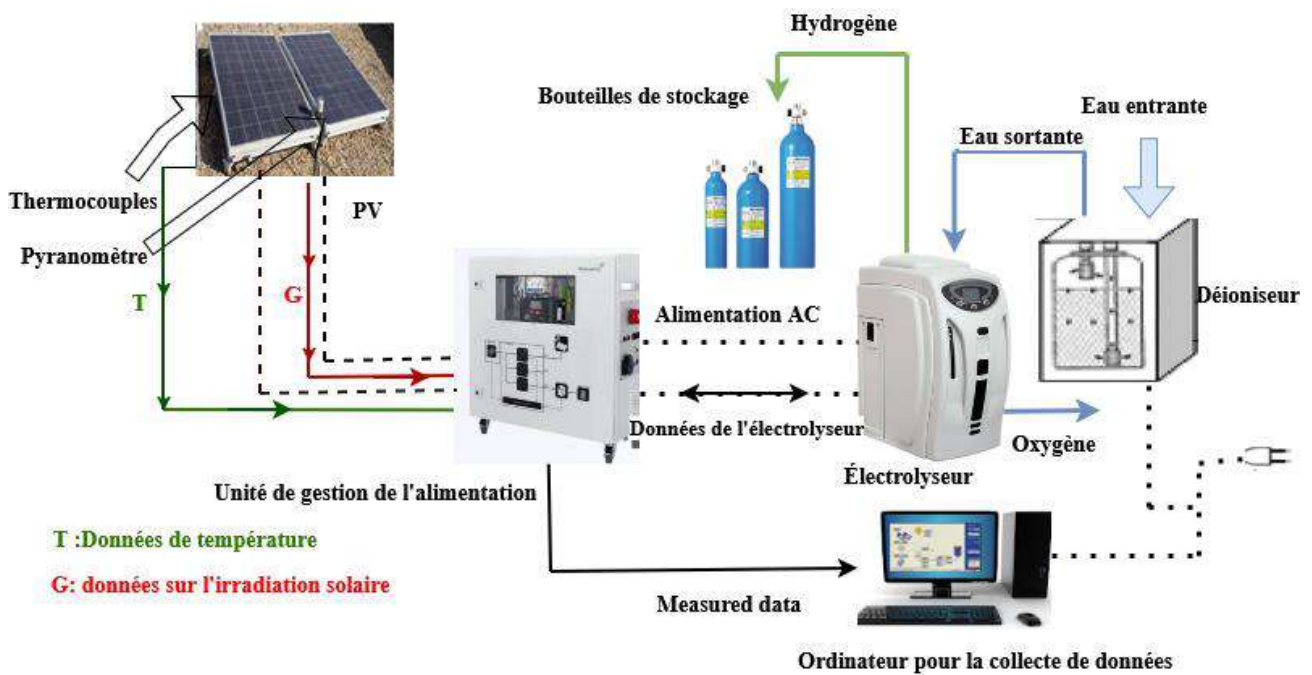 Hydrogène
Bouteilles de stockage
Eau entrante
Eau sortante
Thermocouples
PV
Pyranomètre
T
G
Déioniseur
Alimentation AC
Données de l'électrolyseur
Oxygène
Électrolyseur
Unité de gestion de l'alimentation
T :Données de température
G: données sur l'irradiation solaire
Measured data
Ordinateur pour la collecte de données